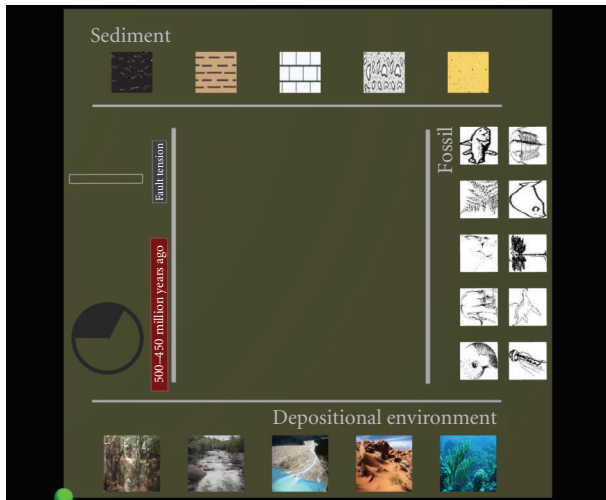 Sediment
Fossil
Fault tension
500–450 million years ago
Depositional environment